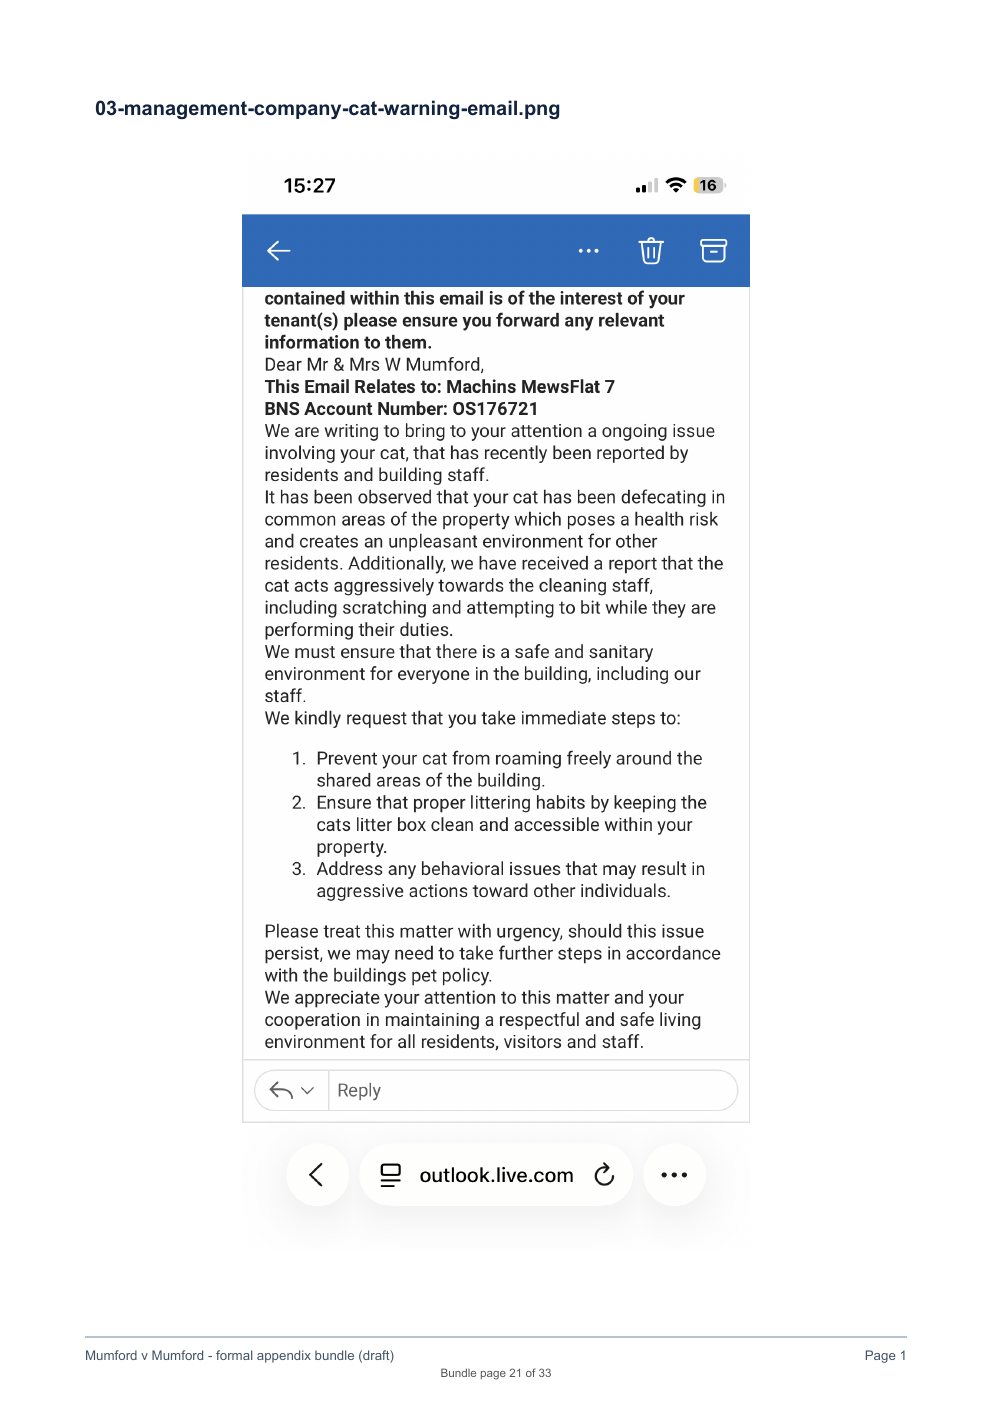 03-management-company-cat-warning-email.png
15:27
16
contained within this email is of the interest of your
tenant(s) please ensure you forward any relevant
information to them.
Dear Mr & Mrs W Mumford,
This Email Relates to: Machins MewsFlat 7
BNS Account Number: OS176721
We are writing to bring to your attention a ongoing issue
involving your cat, that has recently been reported by
residents and building staff.
It has been observed that your cat has been defecating in
common areas of the property which poses a health risk
and creates an unpleasant environment for other
residents. Additionally, we have received a report that the
cat acts aggressively towards the cleaning staff,
including scratching and attempting to bit while they are
performing their duties.
We must ensure that there is a safe and sanitary
environment for everyone in the building, including our
staff.
We kindly request that you take immediate steps to:
1. Prevent your cat from roaming freely around the
shared areas of the building.
2. Ensure that proper littering habits by keeping the
cats litter box clean and accessible within your
property.
3. Address any behavioral issues that may result in
aggressive actions toward other individuals.
Please treat this matter with urgency, should this issue
persist, we may need to take further steps in accordance
with the buildings pet policy.
We appreciate your attention to this matter and your
cooperation in maintaining a respectful and safe living
environment for all residents, visitors and staff.
Reply
outlook.live.com
Mumford v Mumford - formal appendix bundle (draft)
Page 1
Bundle page 21 of 33